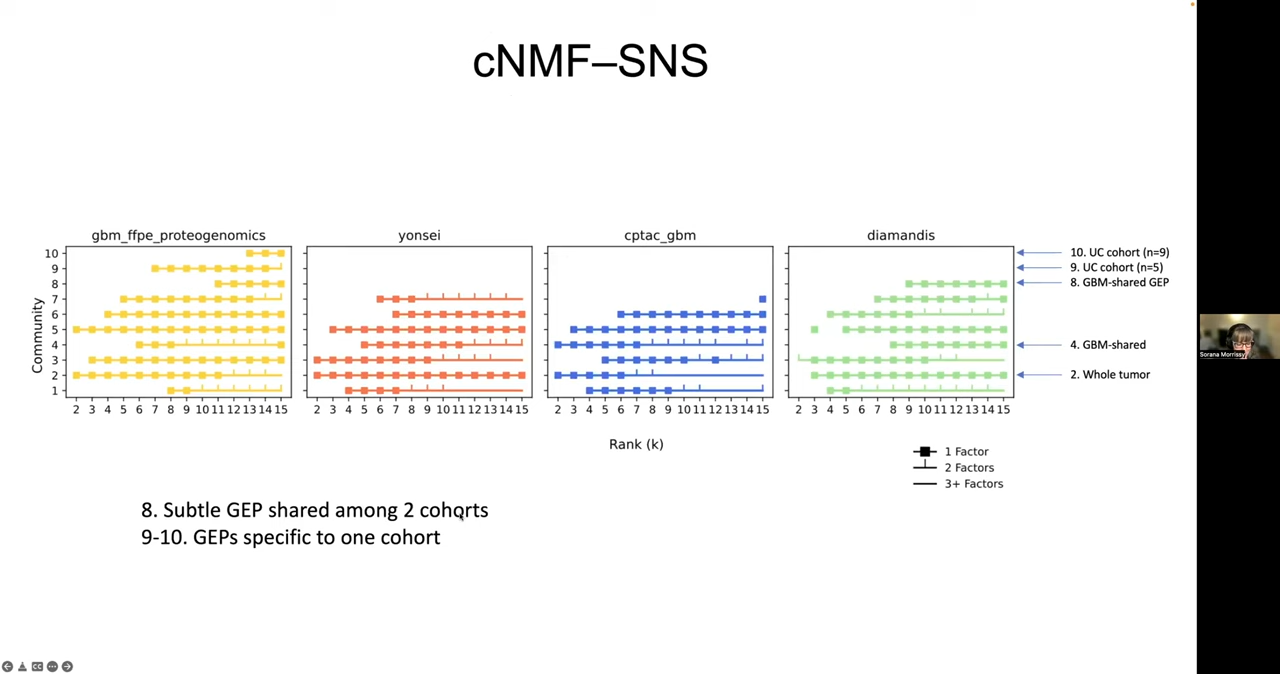 cNMF–SNS
gbm_ffpe_proteogenomics
yonsei
cptac_gbm
diamandis
Community
10
9
8
7
6
5
4
3
2
1
2 3 4 5 6 7 8 9 10 11 12 13 14 15
2 3 4 5 6 7 8 9 10 11 12 13 14 15
2 3 4 5 6 7 8 9 10 11 12 13 14 15
2 3 4 5 6 7 8 9 10 11 12 13 14 15
Rank (k)
10. UC cohort (n=9)
9. UC cohort (n=5)
8. GBM-shared GEP
4. GBM-shared
2. Whole tumor
1 Factor
2 Factors
3+ Factors
8. Subtle GEP shared among 2 cohorts
9-10. GEPs specific to one cohort
Sorana Morrissy
CC